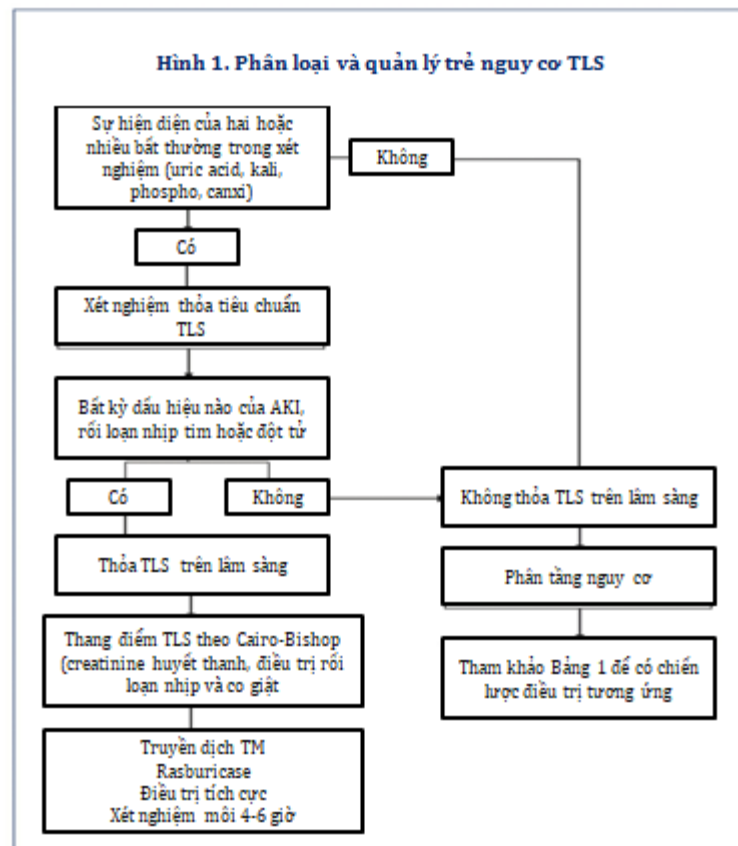 Hình 1. Phân loại và quản lý trẻ nguy cơ TLS
Sự hiện diện của hai hoặc
nhiều bất thường trong xét
nghiệm (uric acid, kali,
phospho, canxi)
Không
Có
Xét nghiệm thỏa tiêu chuẩn
TLS
Bất kỳ dấu hiệu nào của AKI,
rối loạn nhịp tim hoặc đột tử
Có
Không
Không thỏa TLS trên lâm sàng
Thỏa TLS trên lâm sàng
Phân tầng nguy cơ
Thang điểm TLS theo Cairo-Bishop
(creatinine huyết thanh, điều trị rối
loạn nhịp và co giật
Tham khảo Bảng 1 để có chiến
lược điều trị tương ứng
Truyền dịch TM
Rasburicase
Điều trị tích cực
Xét nghiệm môi 4-6 giờ